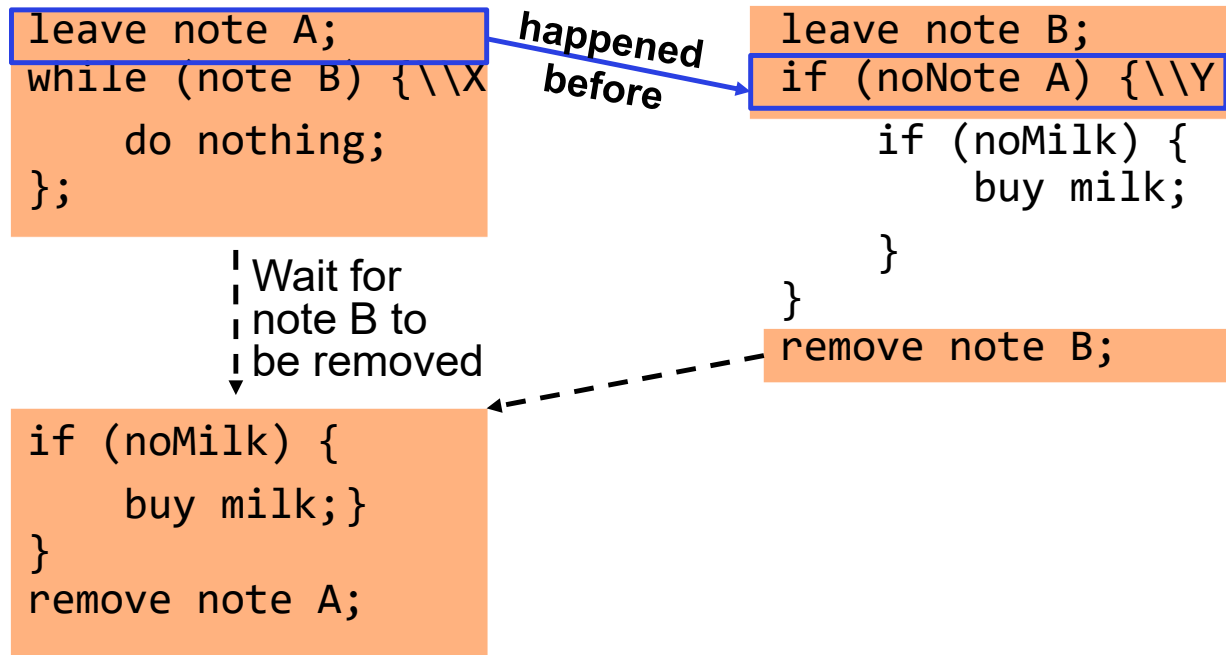 leave note A;
while (note B) {\\X
do nothing;
};
happened
before
leave note B;
if (noNote A) {\\Y
if (noMilk) {
buy milk;
}
}
remove note B;
Wait for
note B to
be removed
if (noMilk) {
buy milk;}
}
remove note A;